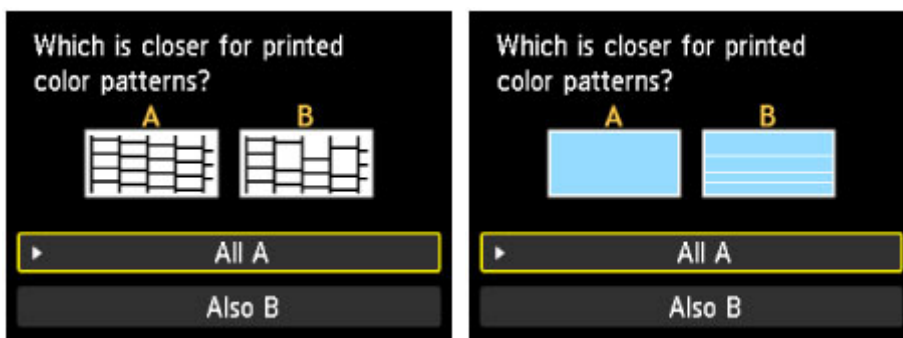 Which is closer for printed
color patterns?
A B
All A
Also B
Which is closer for printed
color patterns?
A B
All A
Also B